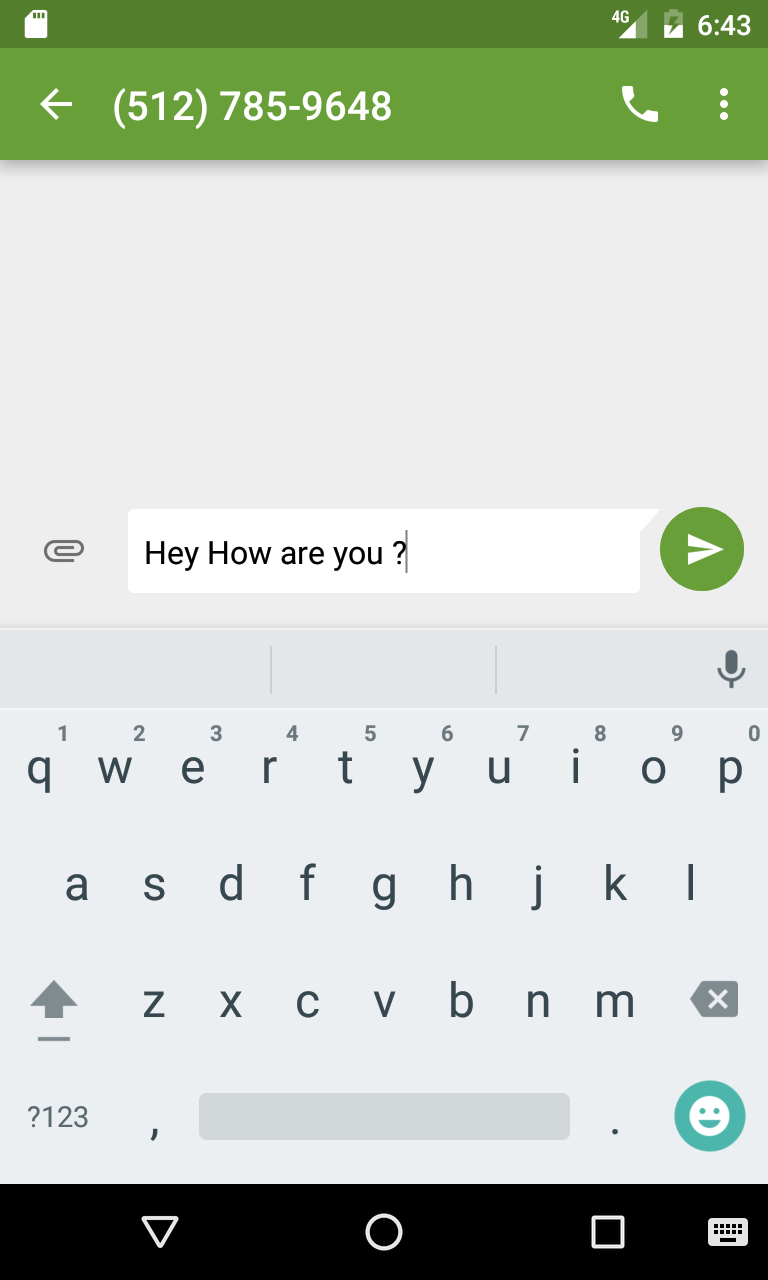 4G 6:43
(512) 785-9648
Hey How are you ?
1 2 3 4 5 6 7 8 9 0
q w e r t y u i o p
a s d f g h j k l
z x c v b n m
?123 , .